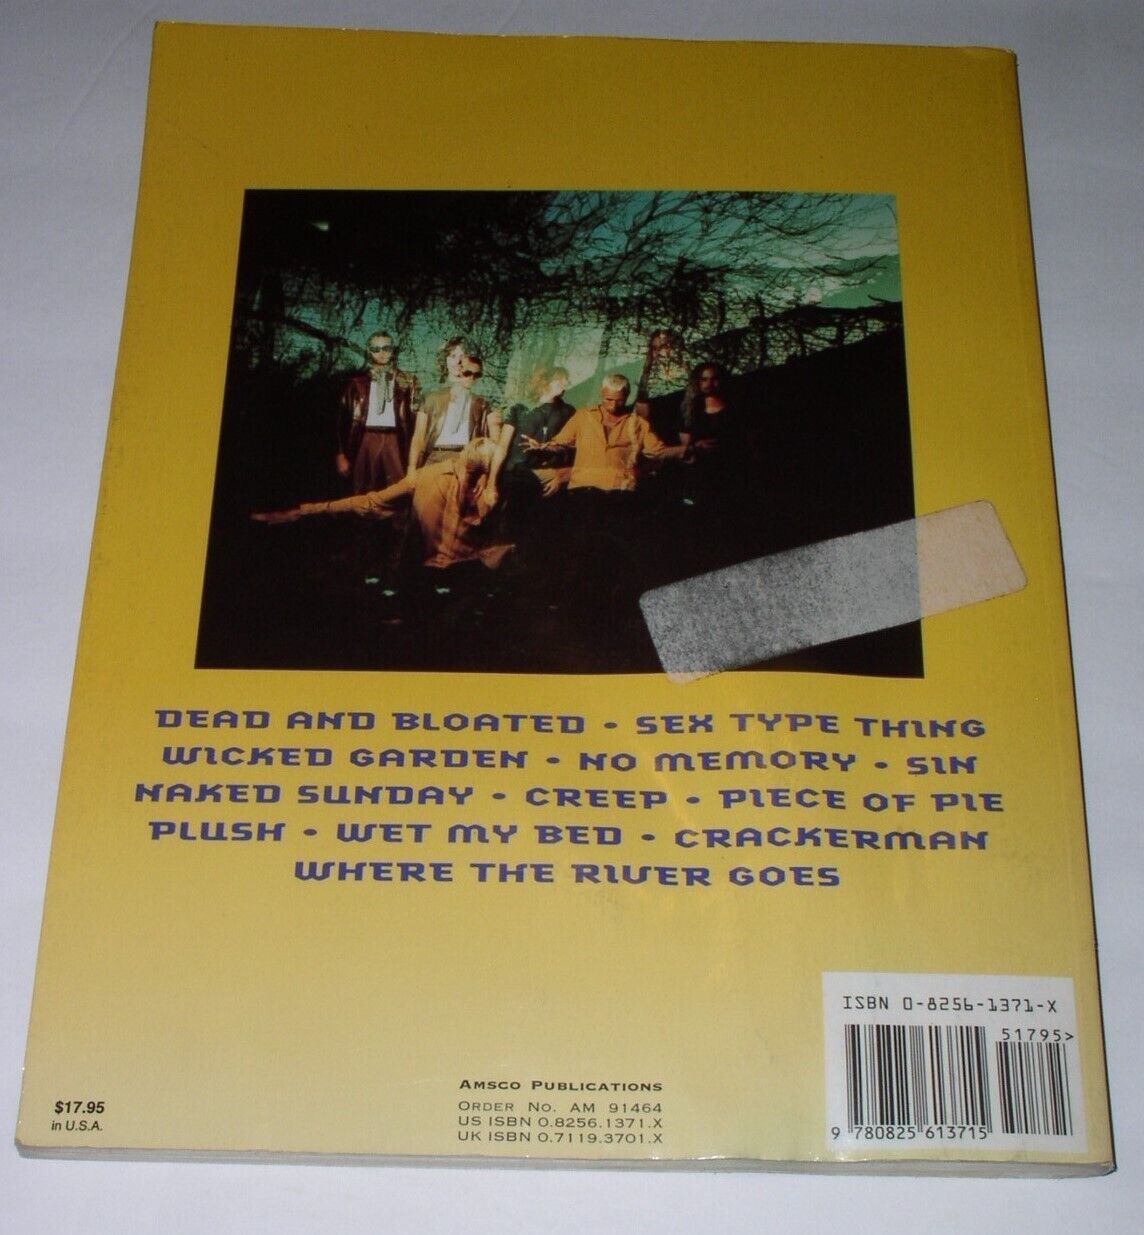 DEAD AND BLOATED • SEX TYPE THING
WICKED GARDEN • NO MEMORY • SIN
NAKED SUNDAY • CREEP • PIECE OF PIE
PLUSH • WET MY BED • CRACKERMAN
WHERE THE RIVER GOES
ISBN 0-8256-1371-X
51795>
9 780825 613715
AMSCO PUBLICATIONS
ORDER NO. AM 91464
US ISBN 0.8256.1371.X
UK ISBN 0.7119.3701.X
$17.95
in U.S.A.